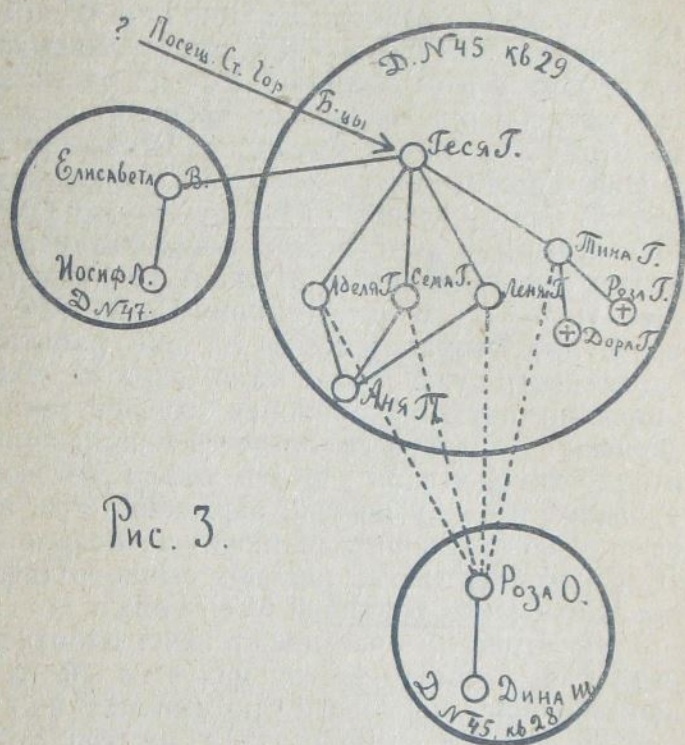 ? Посещ. Ст. Гор Б-цы
Д. N 45 кв 29
Геся Г.
Елисавета В.
Иосиф Л.
Д N 47.
Тина Г.
Роза Г.
Дора Г.
Абеля Г.
Сема Г.
Леня Г.
Аня П.
Рис. 3.
Роза О.
Дина Ш
Д N 45, кв 28